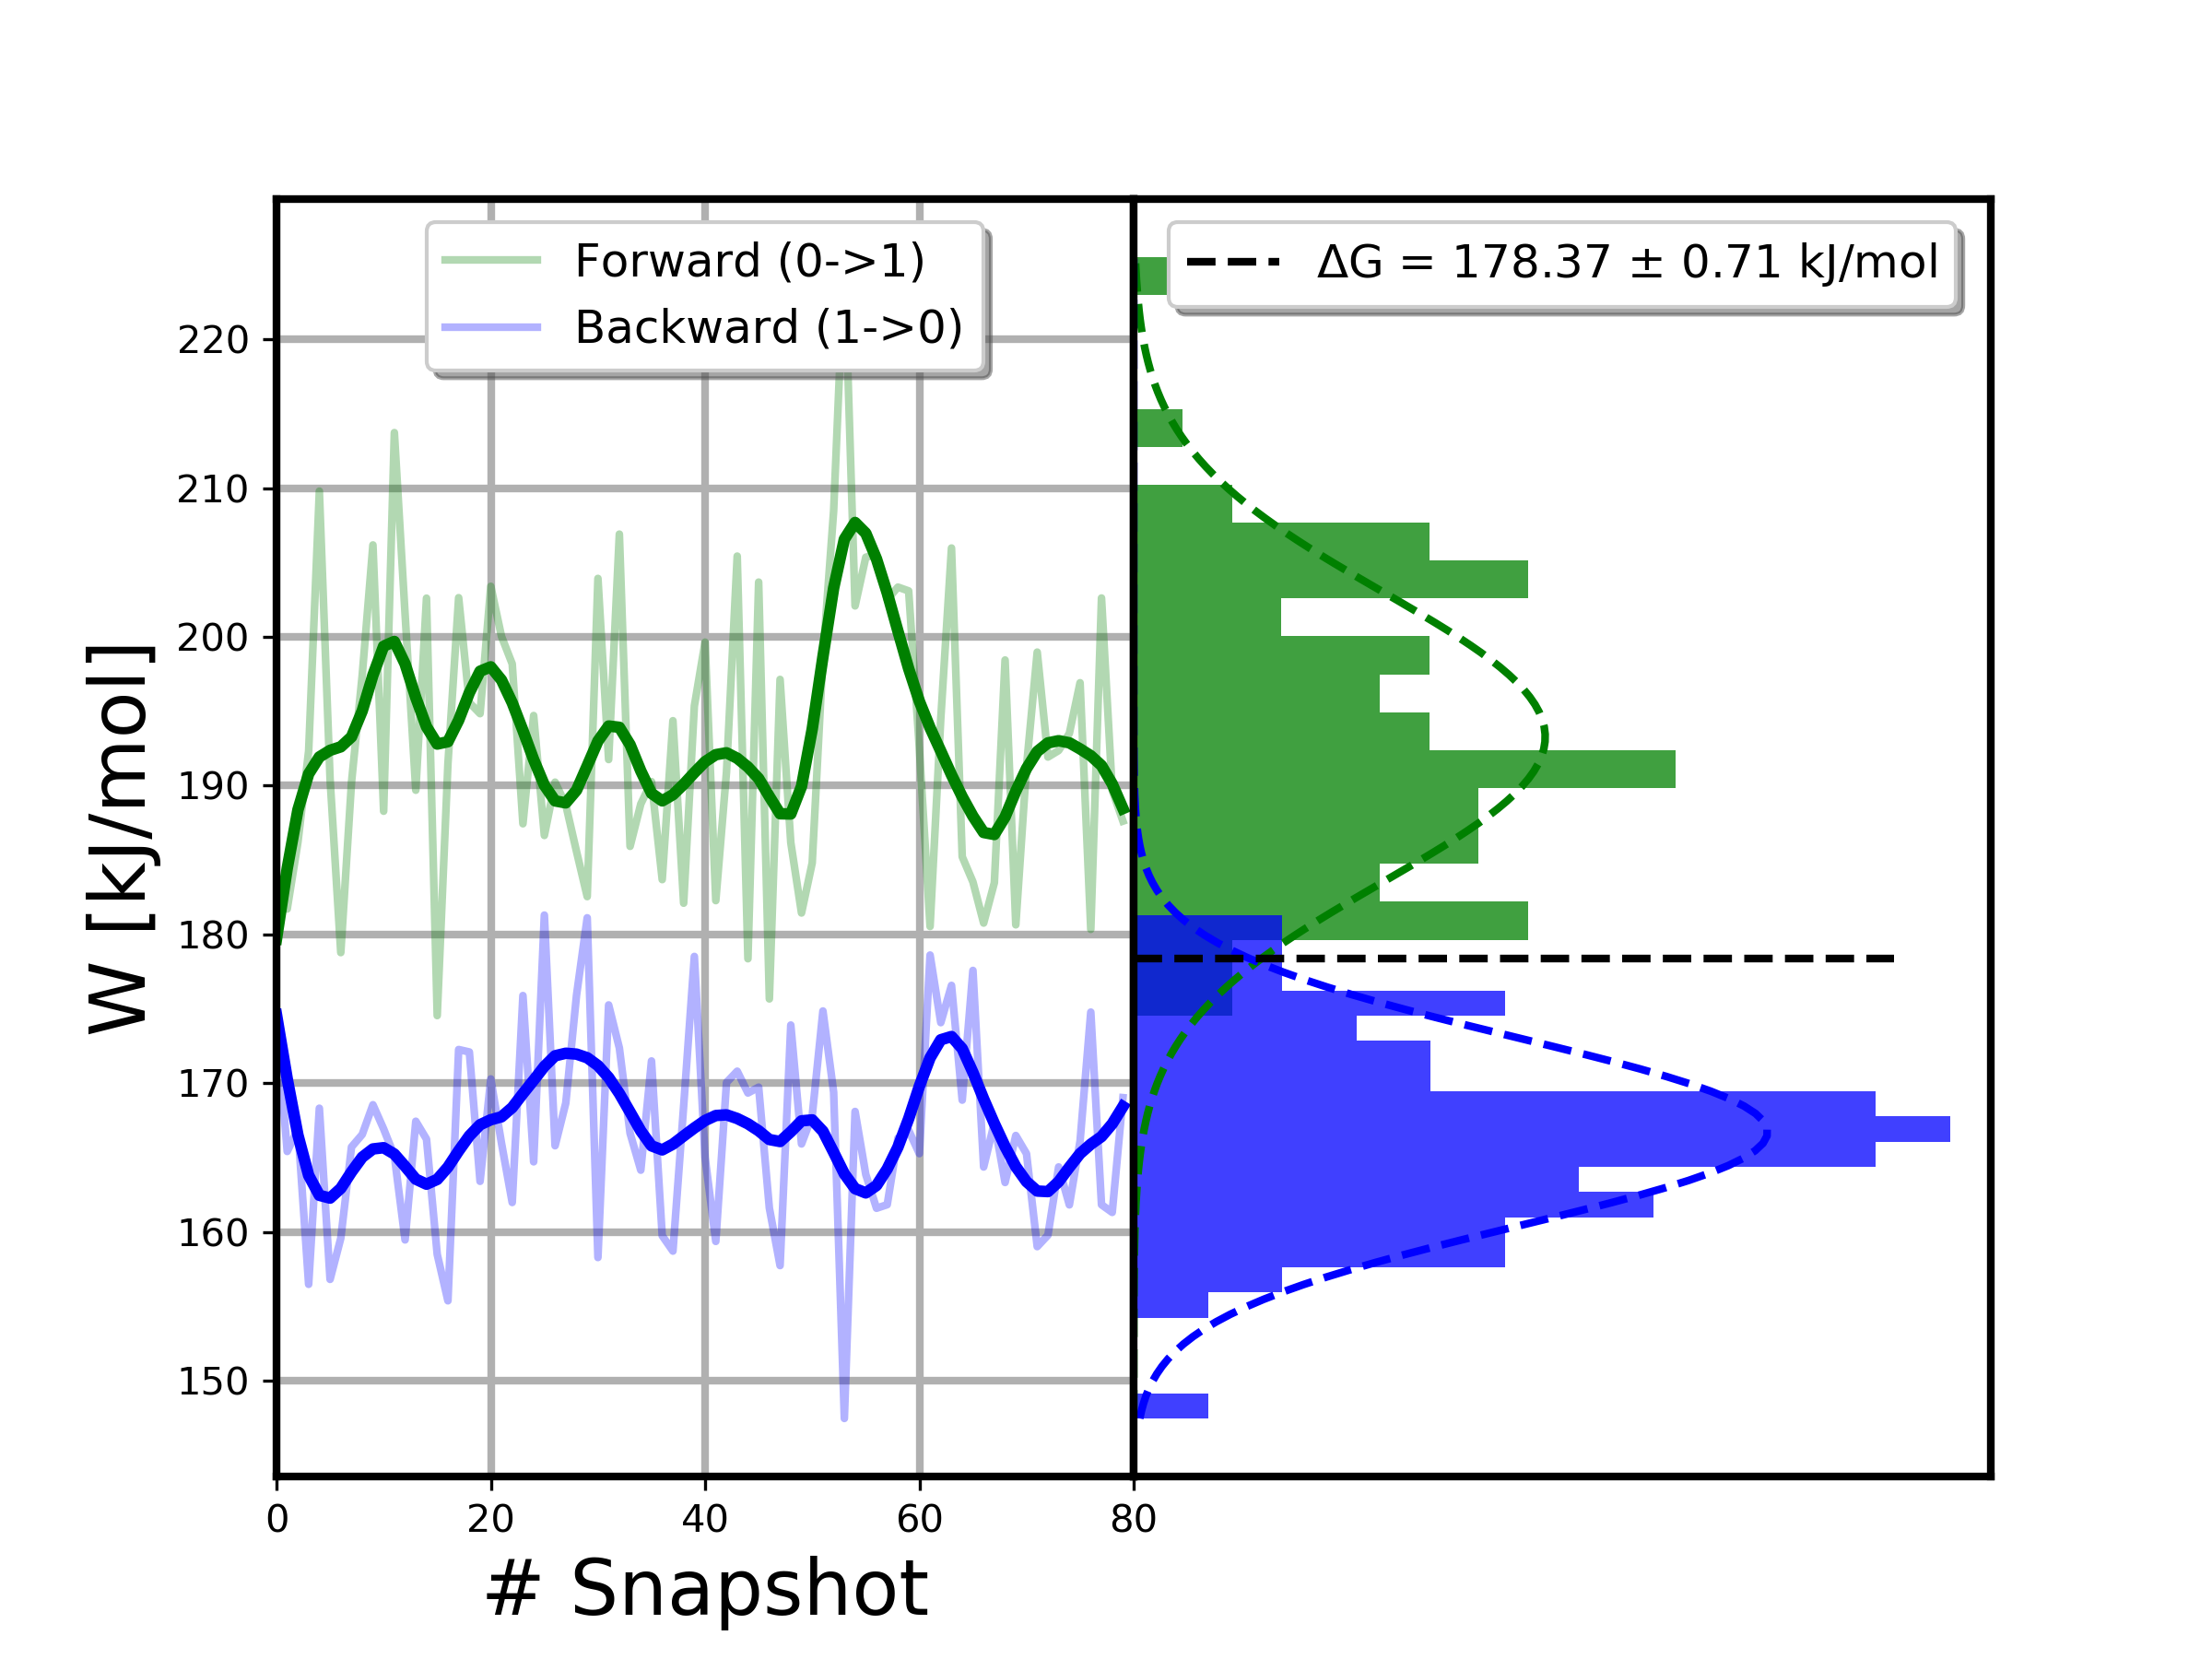 Forward (0->1)
Backward (1->0)
ΔG = 178.37 ± 0.71 kJ/mol
W [kJ/mol]
220
210
200
190
180
170
160
150
0 20 40 60 80
# Snapshot